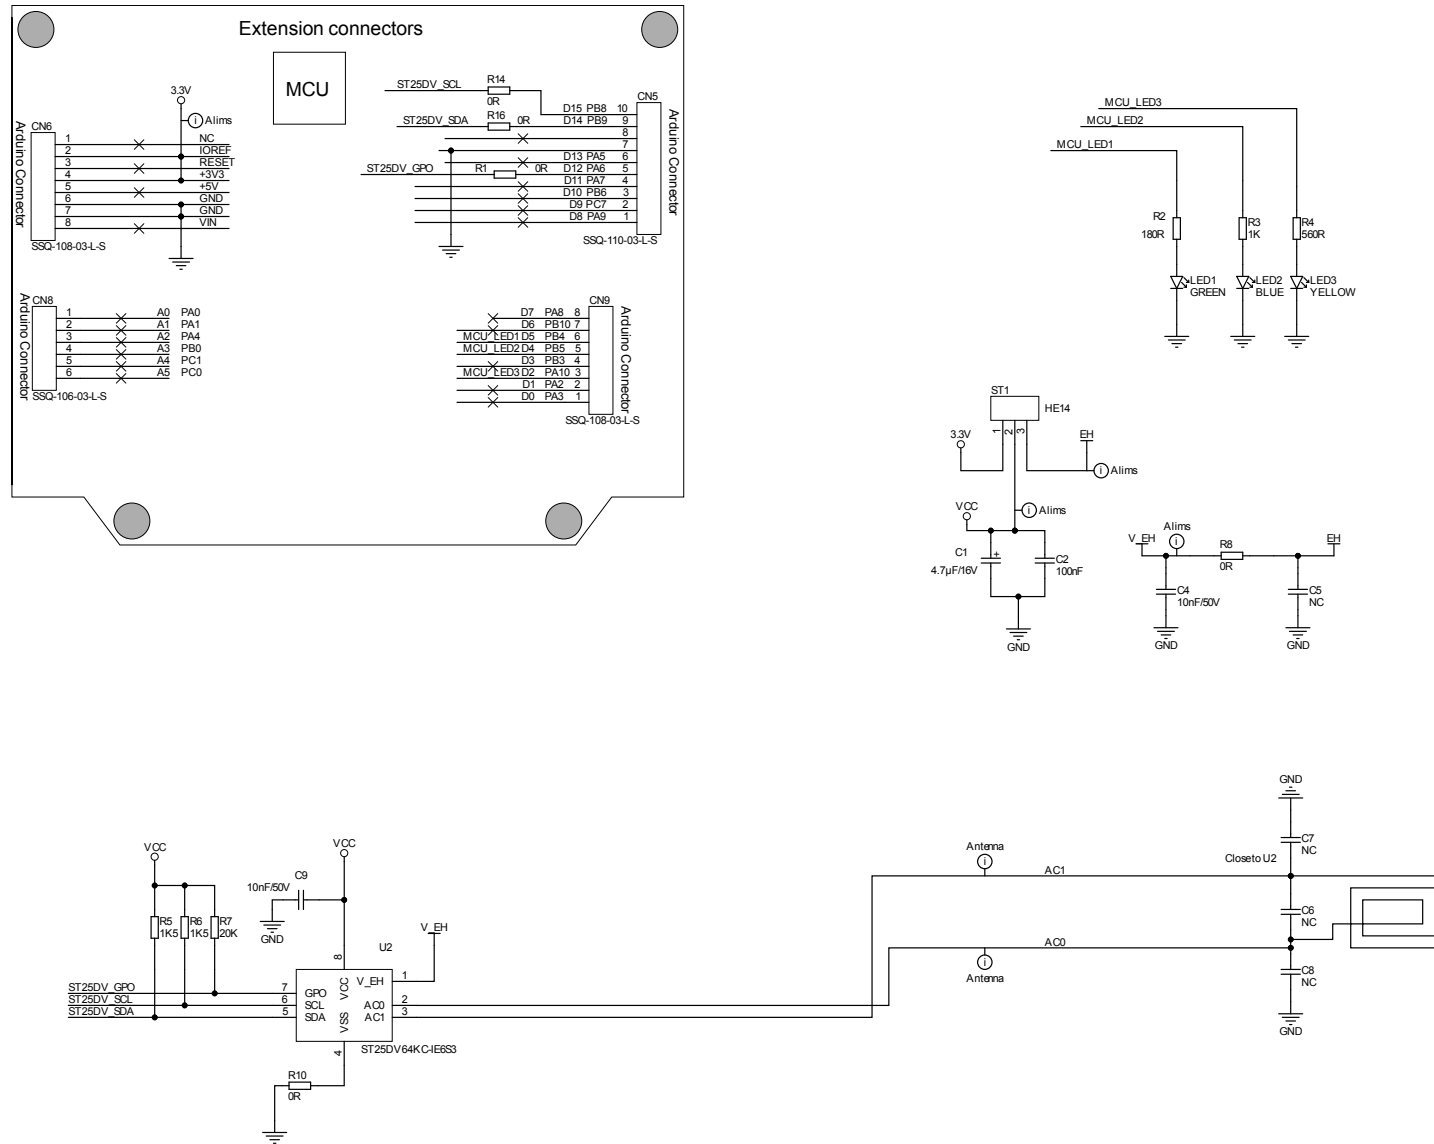 Extension connectors
MCU
3.3V
Alims
CN6
Arduino Connector
1 NC
2 IOREF
3 RESET
4 +3V3
5 +5V
6 GND
7 GND
8 VIN
SSQ-108-03-L-S
ST25DV_SCL
R14
0R
ST25DV_SDA
R16
0R
ST25DV_GPO
R1
0R
CN5
Arduino Connector
D15 PB8 10
D14 PB9 9
8
7
D13 PA5 6
D12 PA6 5
D11 PA7 4
D10 PB6 3
D9 PC7 2
D8 PA9 1
SSQ-110-03-L-S
CN8
Arduino Connector
1 A0 PA0
2 A1 PA1
3 A2 PA4
4 A3 PB0
5 A4 PC1
6 A5 PC0
SSQ-106-03-L-S
CN9
Arduino Connector
D7 PA8 8
D6 PB10 7
MCU_LED1 D5 PB4 6
MCU_LED2 D4 PB5 5
D3 PB3 4
MCU_LED3 D2 PA10 3
D1 PA2 2
D0 PA3 1
SSQ-108-03-L-S
MCU_LED3
MCU_LED2
MCU_LED1
R2
180R
R3
1K
R4
560R
LED1
GREEN
LED2
BLUE
LED3
YELLOW
ST1
HE14
1
2
3
3.3V
EH
i Alims
VCC
i Alims
C1
+
4.7µF/16V
C2
100nF
GND
V_EH
Alims
i
R8
0R
EH
C4
10nF/50V
GND
C5
NC
GND
VCC
R5
1K5
R6
1K5
R7
20K
VCC
C9
10nF/50V
GND
U2
V_EH
ST25DV_GPO
ST25DV_SCL
ST25DV_SDA
7 GPO
6 SCL
5 SDA
8 VCC
4 VSS
V_EH 1
AC0 2
AC1 3
ST25DV64KC-IE6S3
R10
0R
Antenna
i
AC1
AC0
i
Antenna
GND
C7
NC
Close to U2
C6
NC
C8
NC
GND